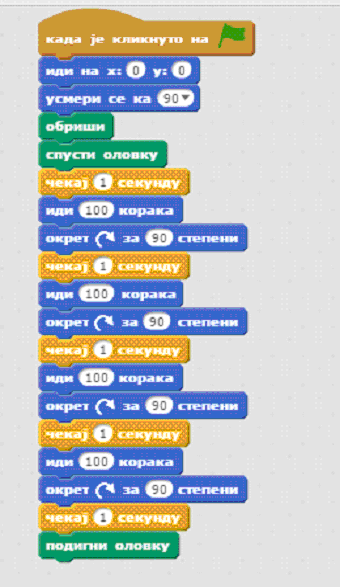 када је кликнуто на
иди на x: 0 y: 0
усмери се ка 90
обриши
спусти оловку
чекај 1 секунду
иди 100 корака
окрет за 90 степени
чекај 1 секунду
иди 100 корака
окрет за 90 степени
чекај 1 секунду
иди 100 корака
окрет за 90 степени
чекај 1 секунду
иди 100 корака
окрет за 90 степени
чекај 1 секунду
подигни оловку